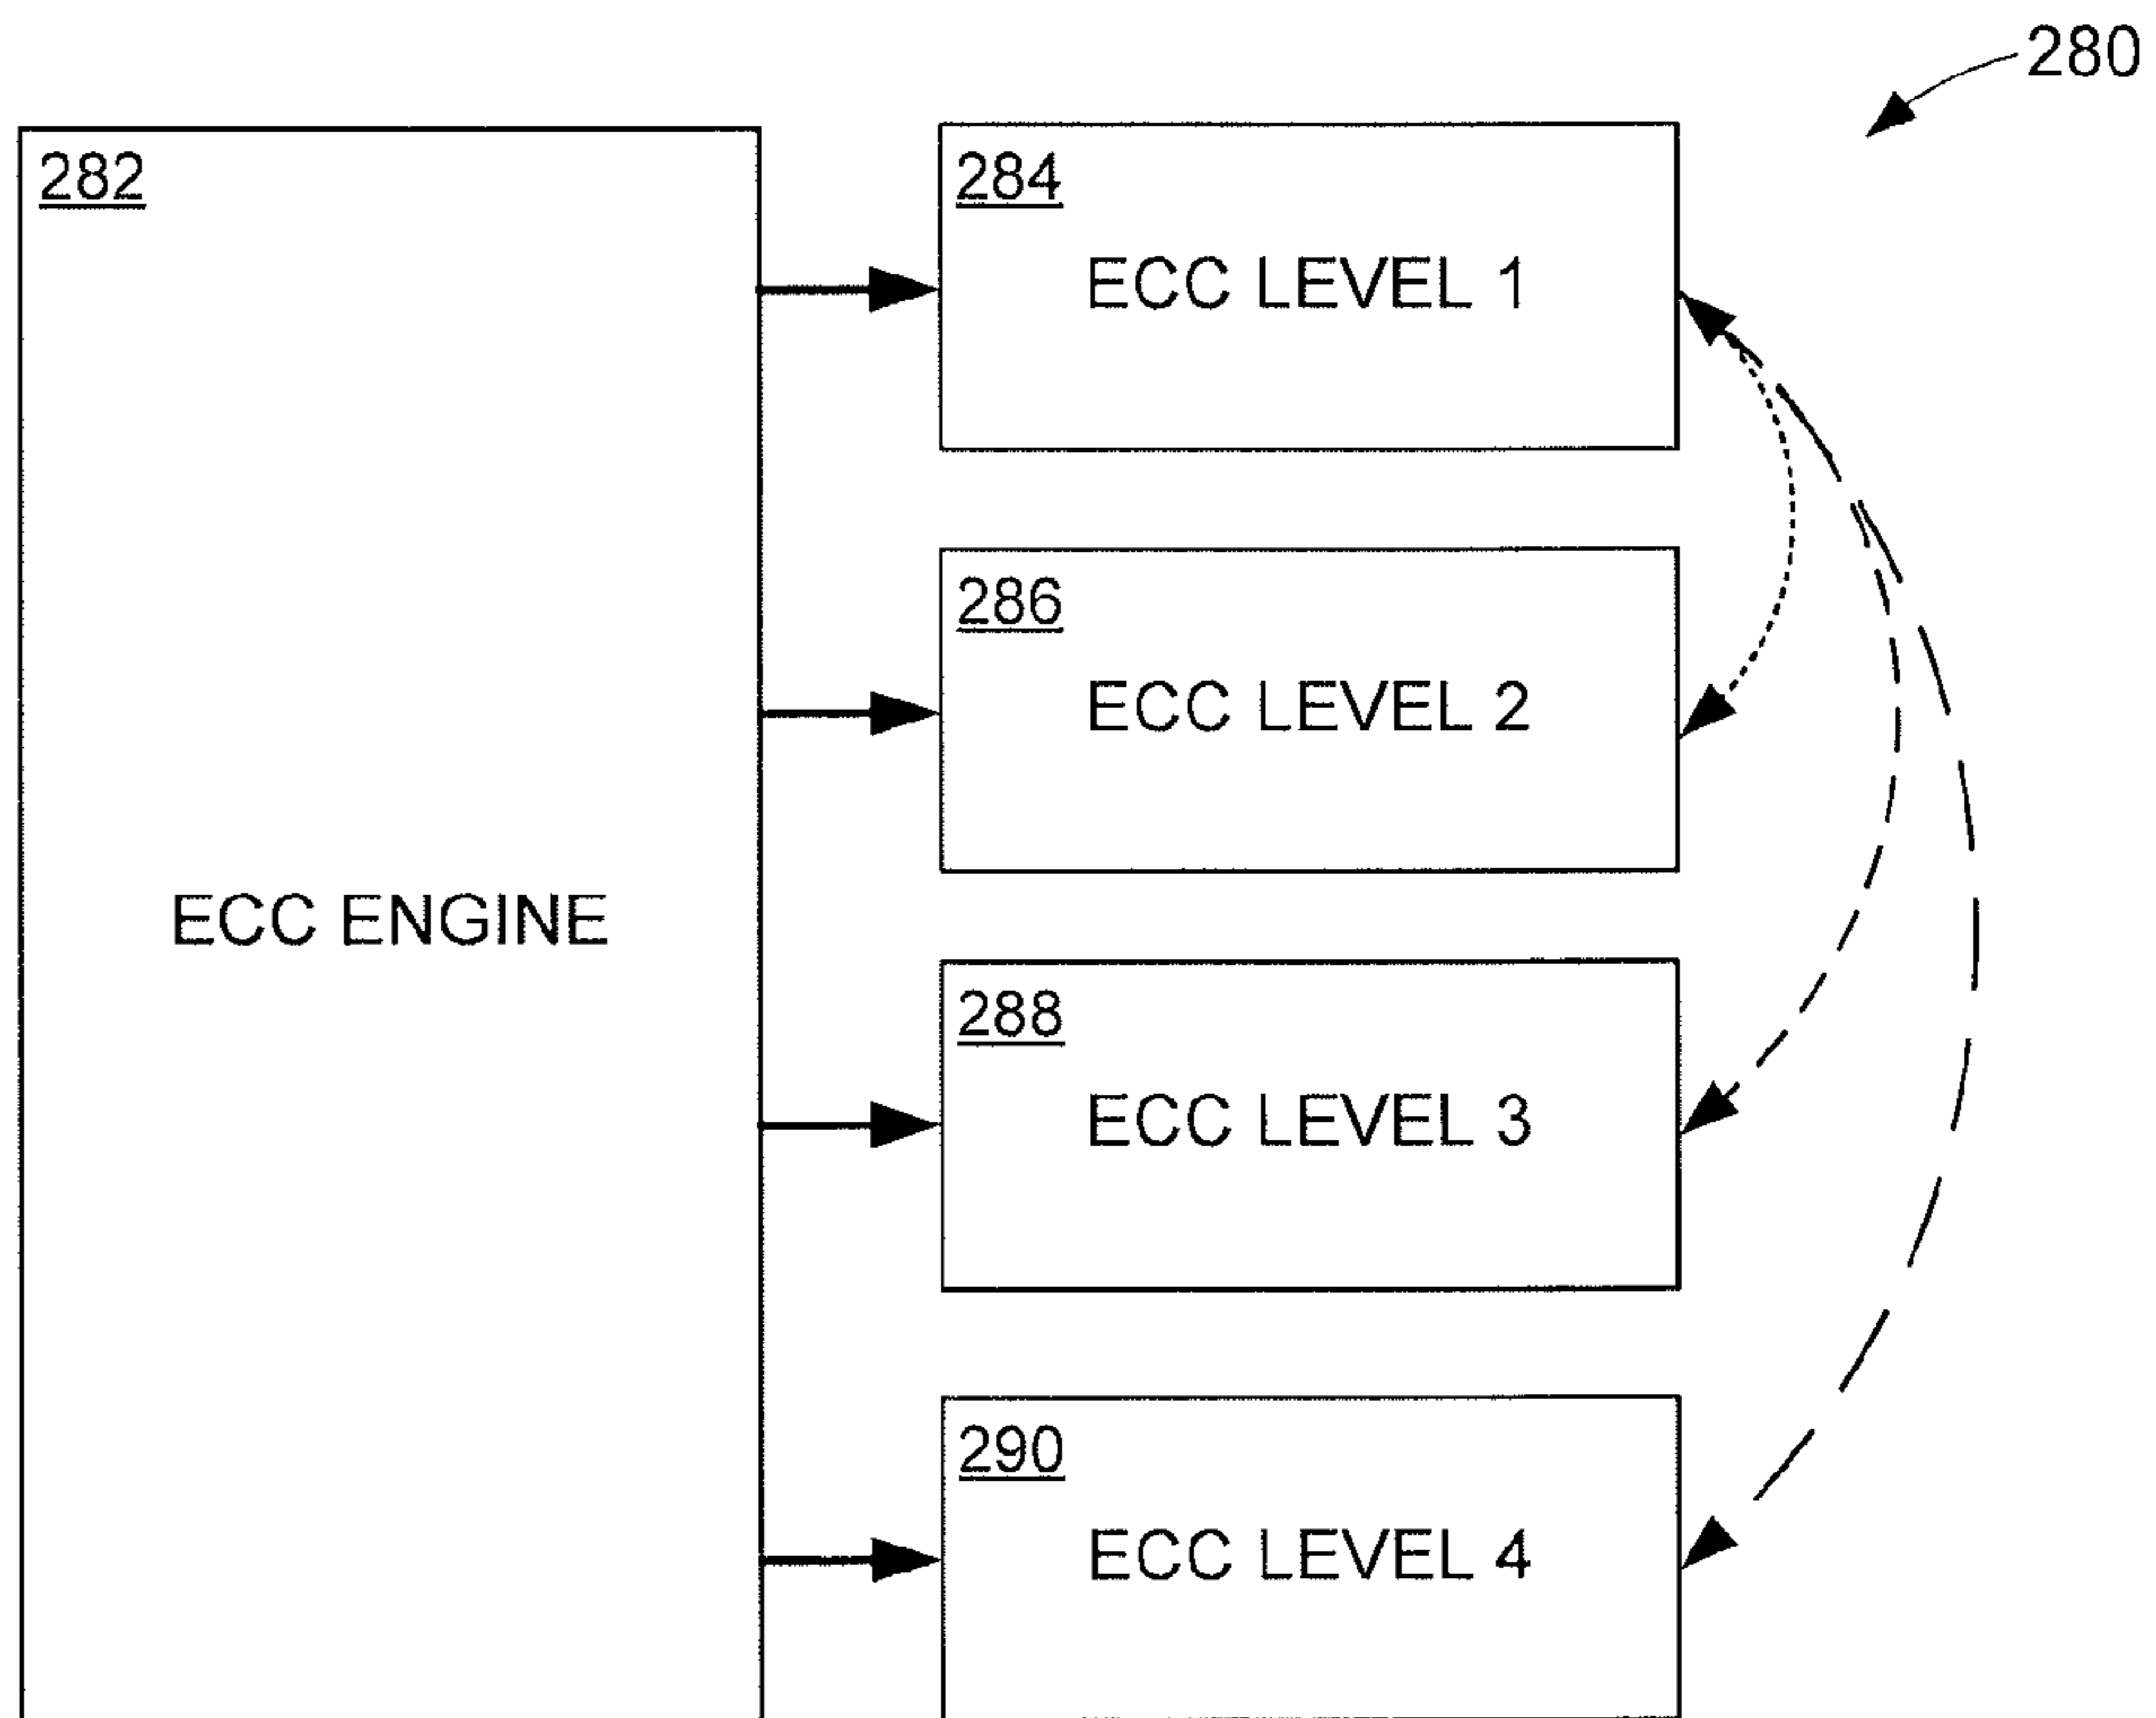 280
282
ECC ENGINE
284
ECC LEVEL 1
286
ECC LEVEL 2
288
ECC LEVEL 3
290
ECC LEVEL 4